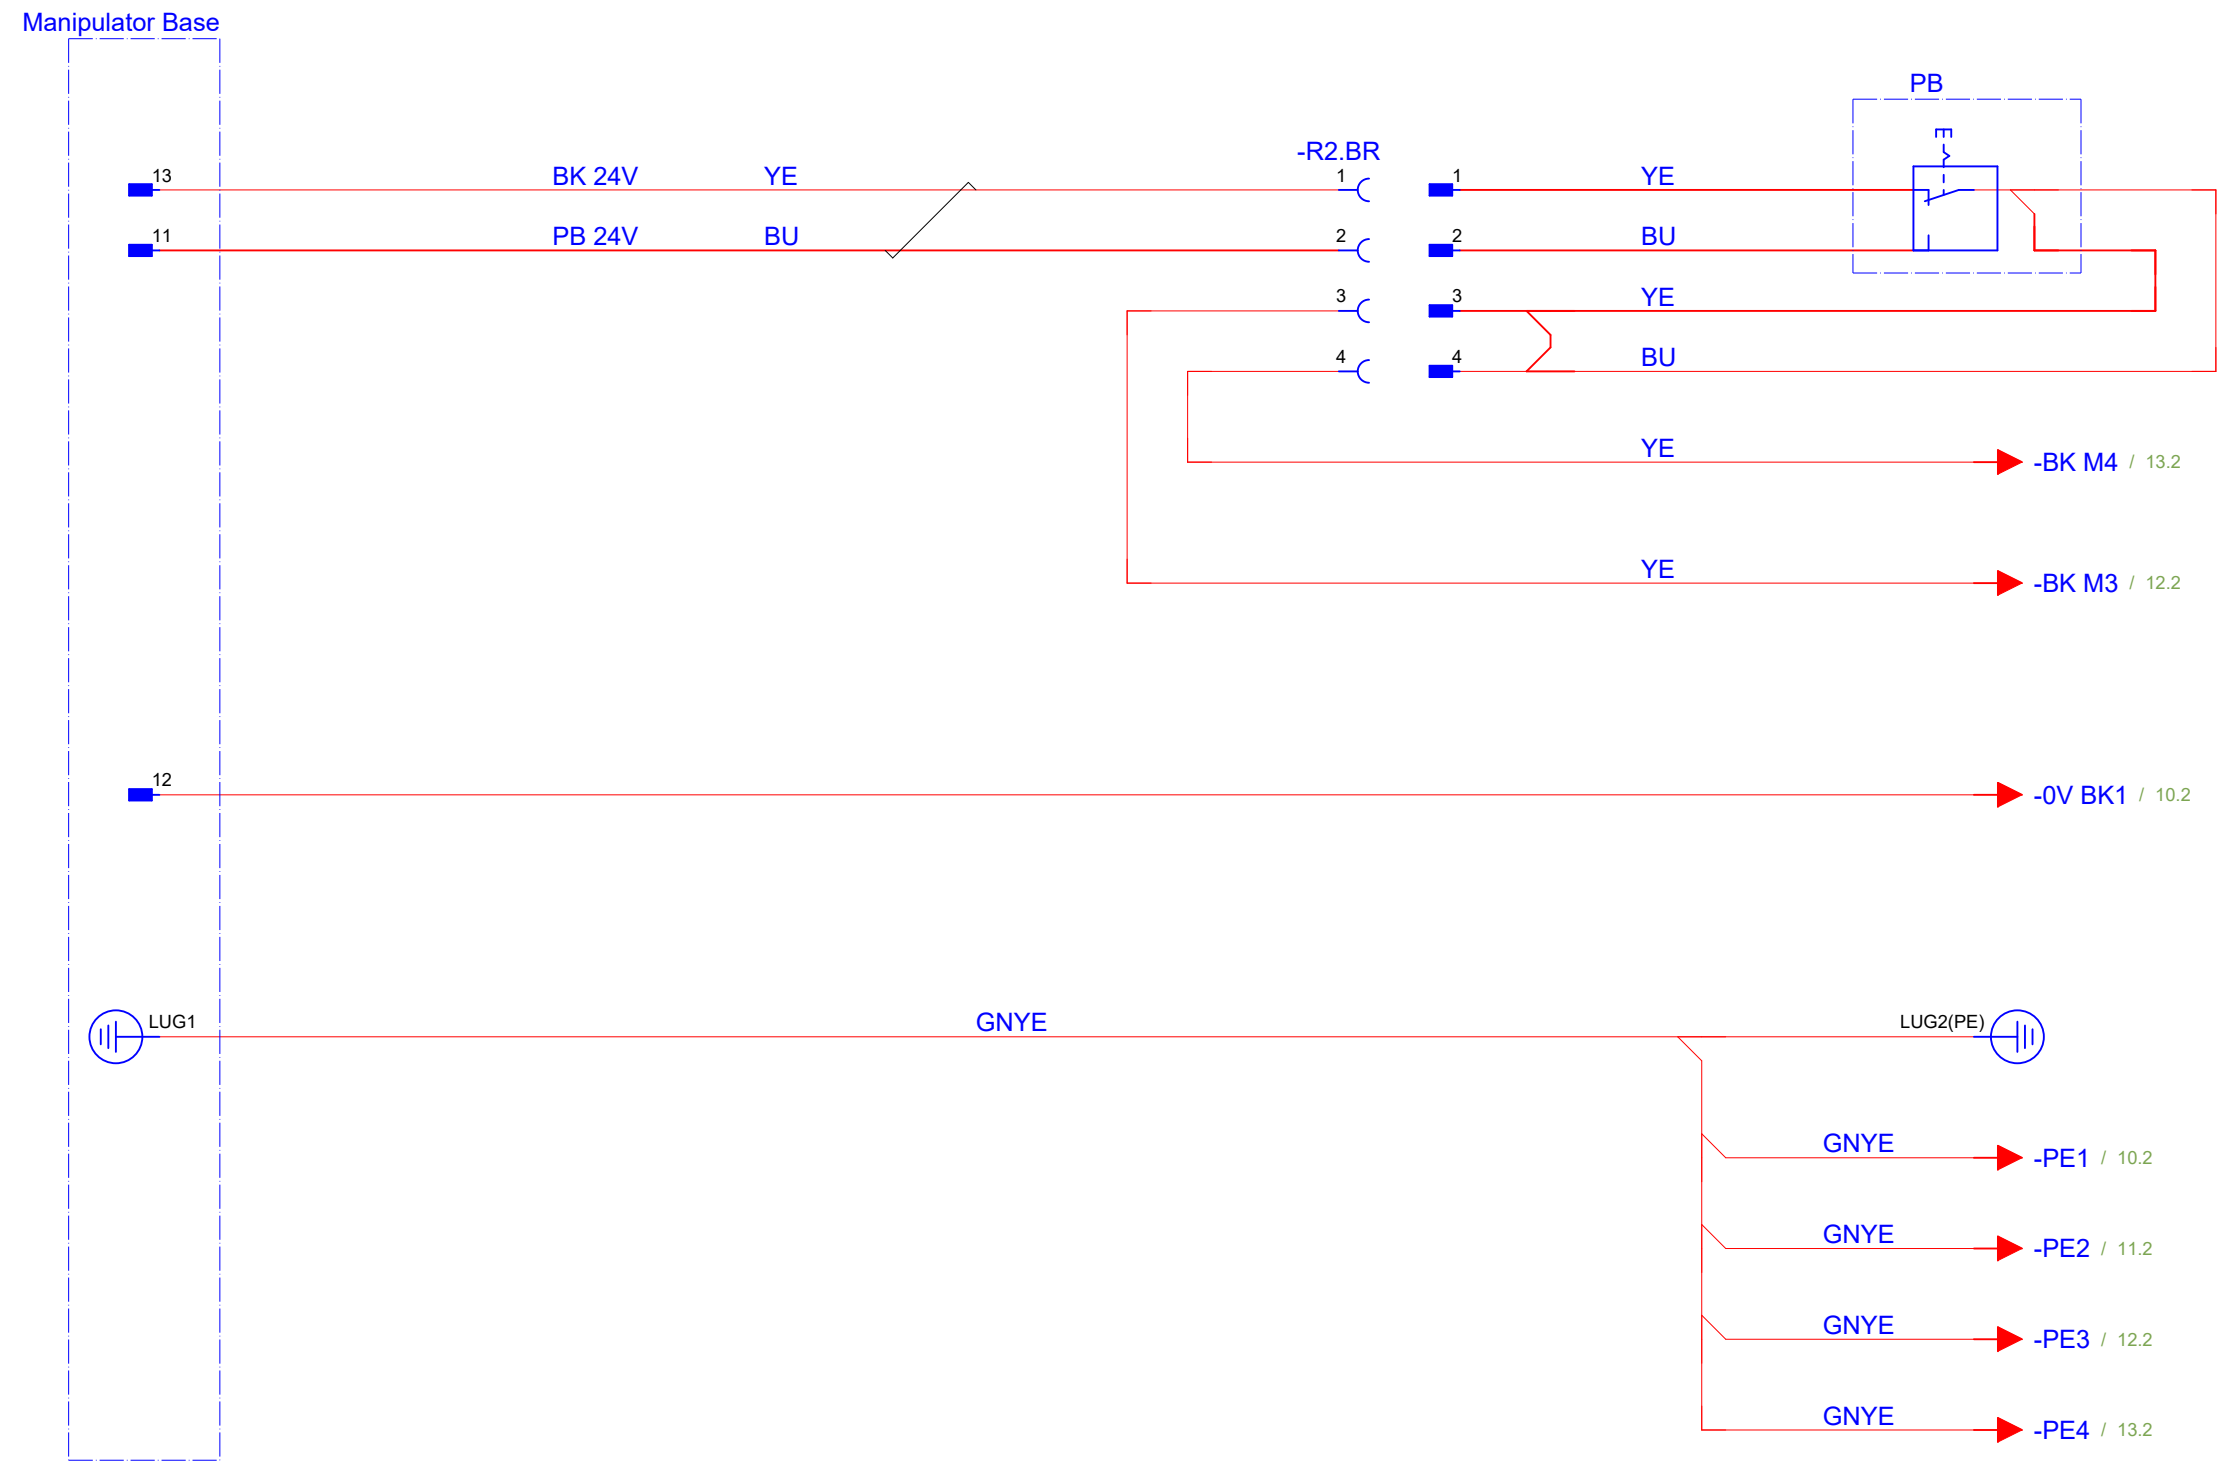 Manipulator Base
PB
-R2.BR
13 BK 24V YE 1 1 YE
11 PB 24V BU 2 2 BU
3 3 YE
4 4 BU
YE -BK M4 / 13.2
YE -BK M3 / 12.2
12 -0V BK1 / 10.2
LUG1 GNYE LUG2(PE)
GNYE -PE1 / 10.2
GNYE -PE2 / 11.2
GNYE -PE3 / 12.2
GNYE -PE4 / 13.2